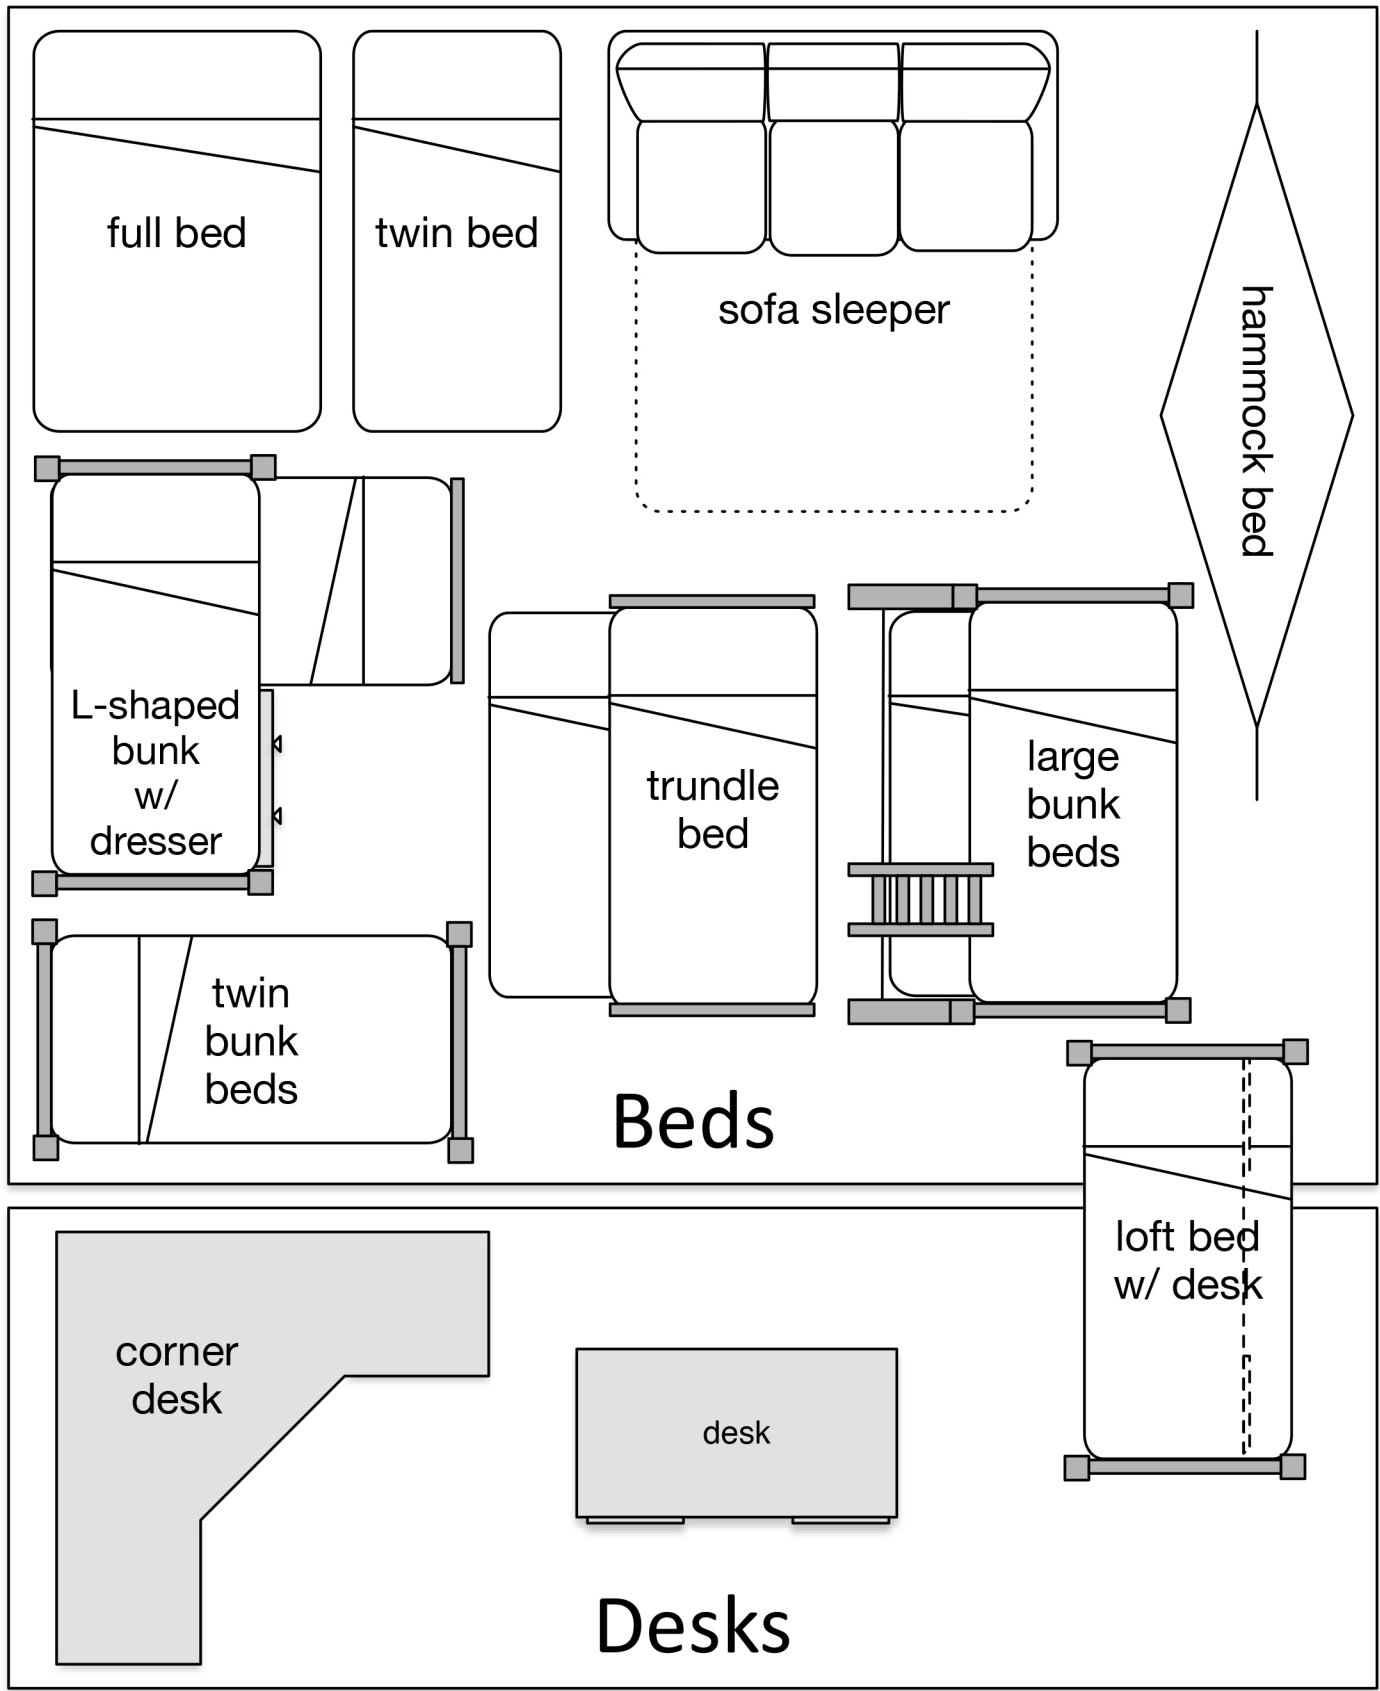 full bed
twin bed
sofa sleeper
hammock bed
L-shaped
bunk
w/
dresser
trundle
bed
large
bunk
beds
twin
bunk
beds
Beds
loft bed
w/ desk
corner
desk
desk
Desks